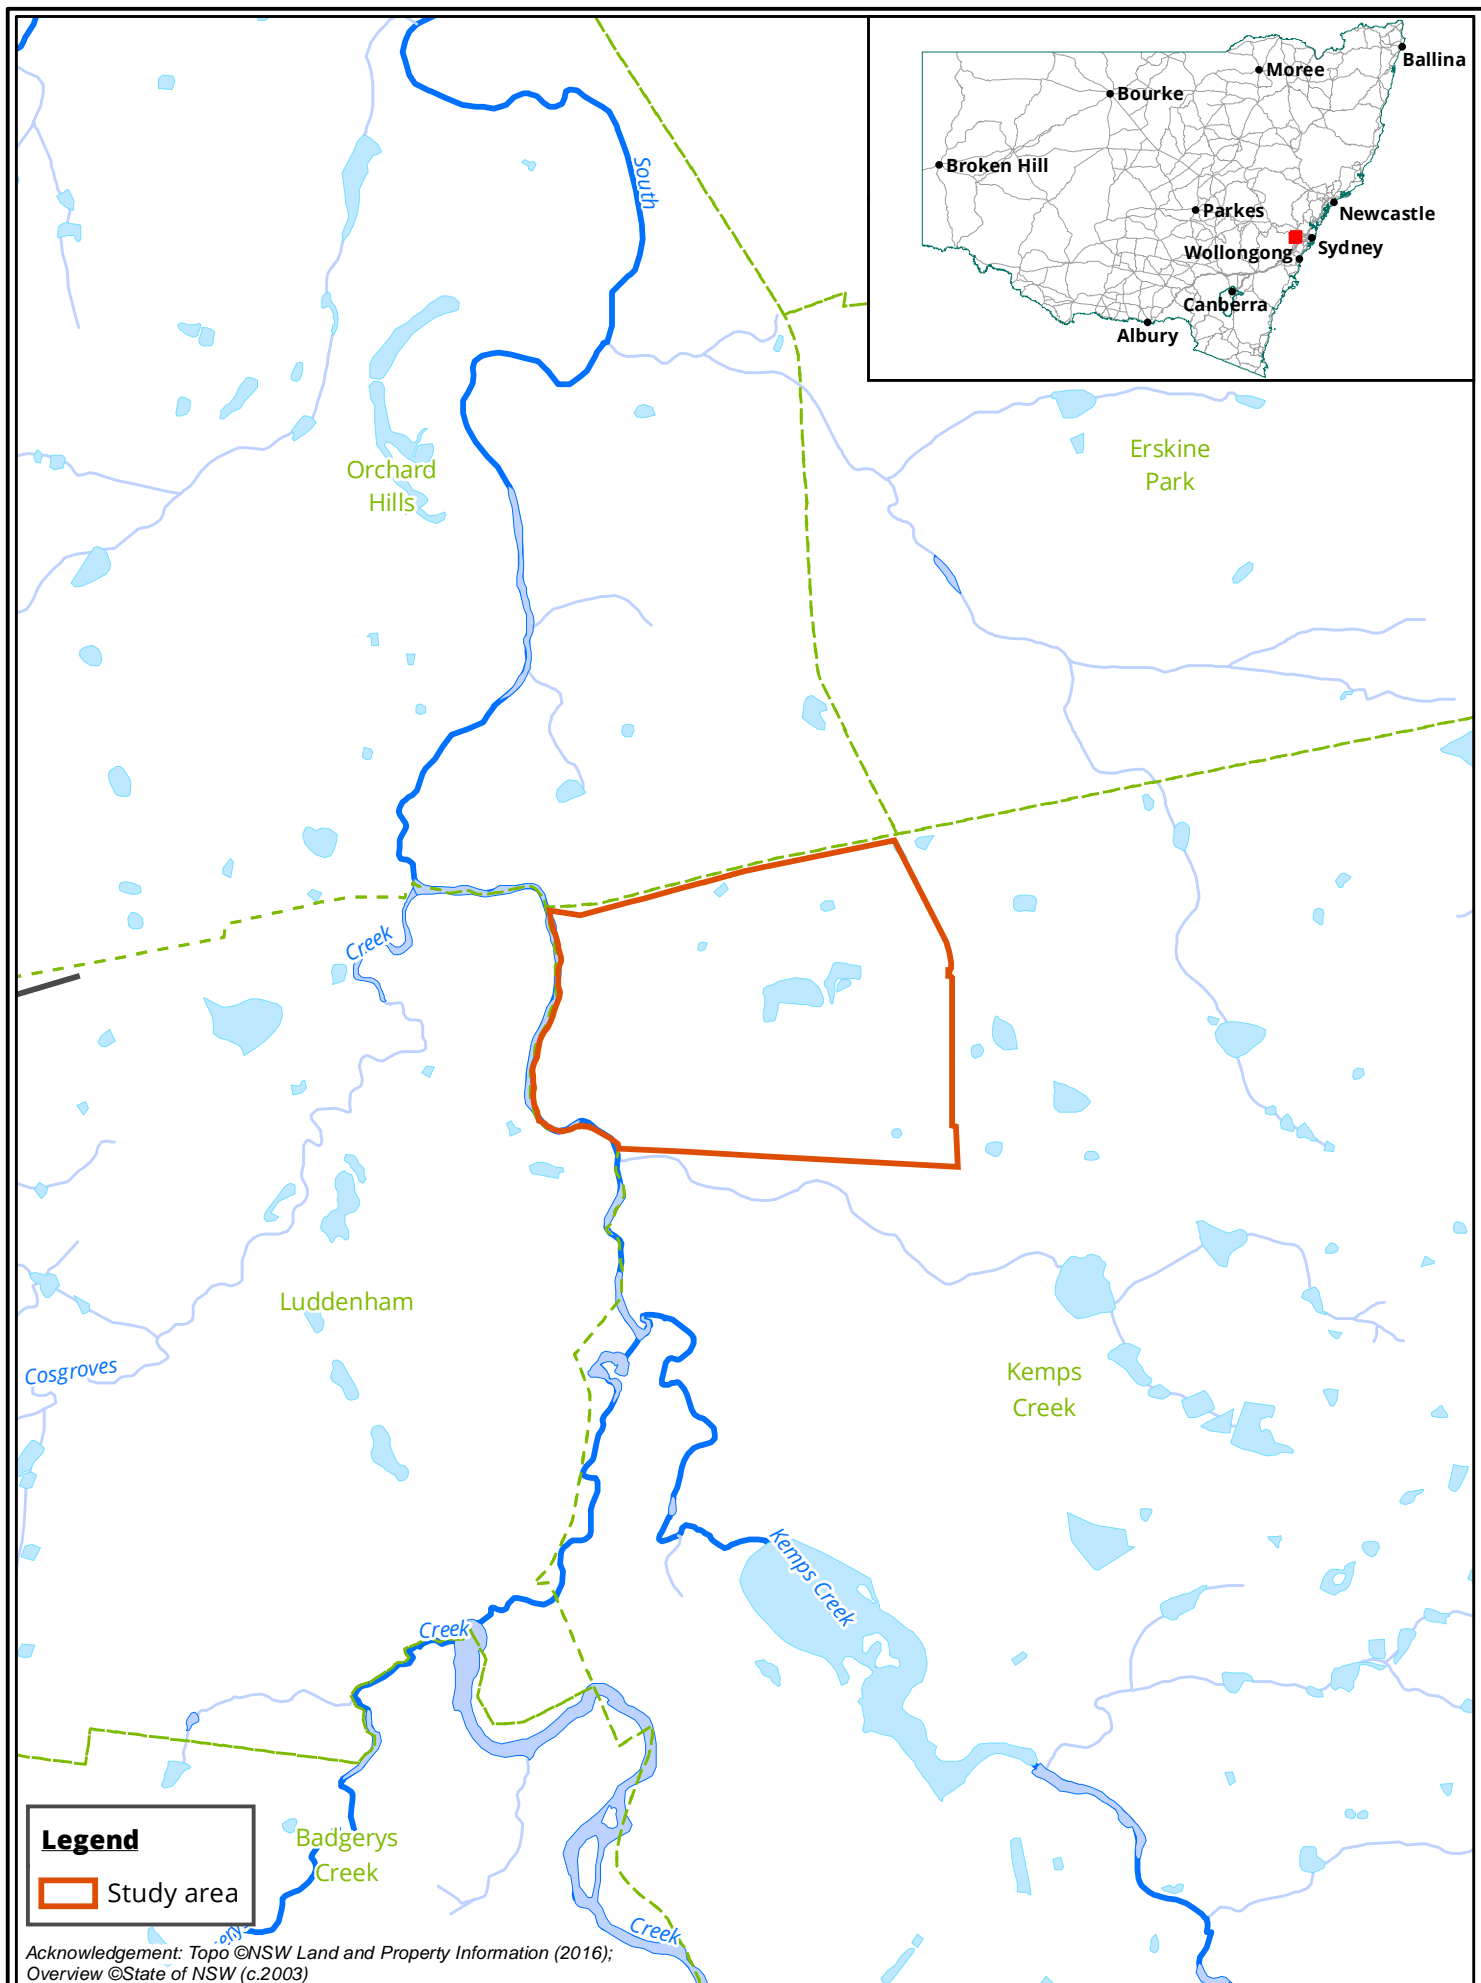 Ballina
Moree
Bourke
Broken Hill
Parkes
Newcastle
Sydney
Wollongong
Canberra
Albury
South
Orchard
Hills
Erskine
Park
Creek
Luddenham
Cosgroves
Kemps
Creek
Kemps Creek
Creek
Badgerys
Creek
Creek
Legend
Study area
Acknowledgement: Topo ©NSW Land and Property Information (2016);
Overview ©State of NSW (c.2003)